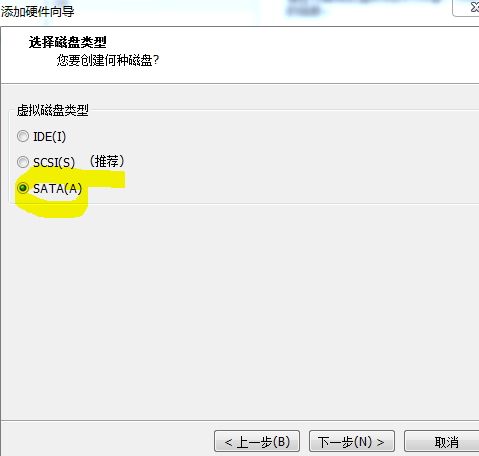 添加硬件向导
选择磁盘类型
您要创建何种磁盘?
虚拟磁盘类型
IDE(I)
SCSI(S) （推荐）
SATA(A)
< 上一步(B) 下一步(N) > 取消